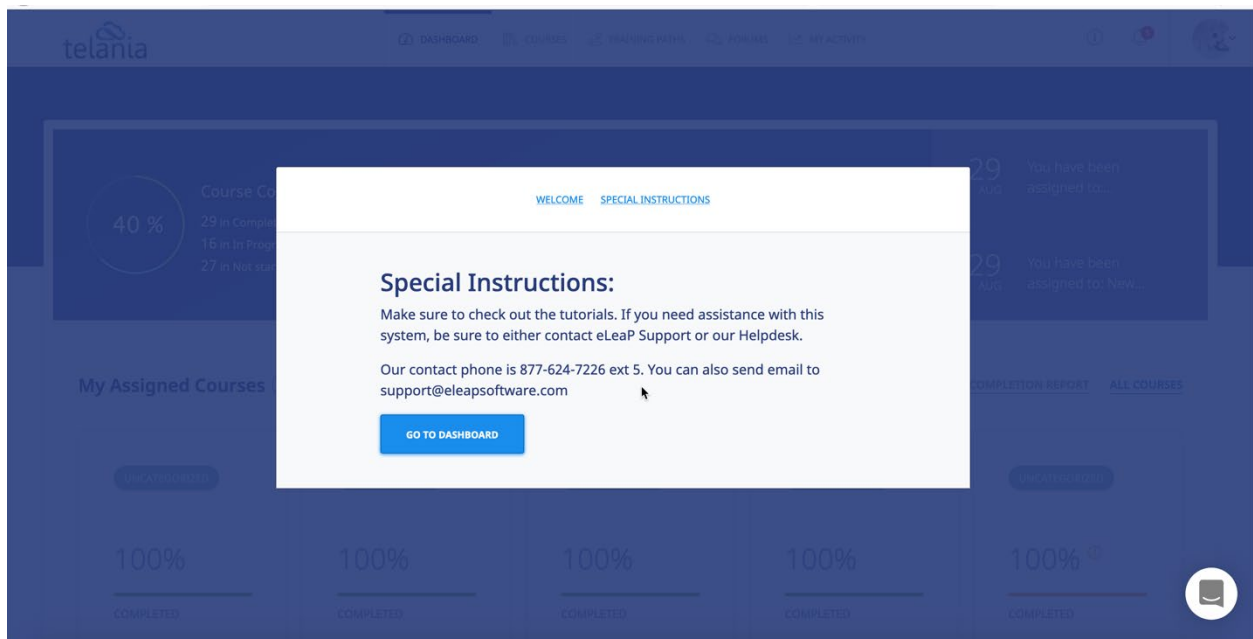 telania
DASHBOARD
COURSES
TRAINING PATHS
FORUMS
MY ACTIVITY
40 %
Course Co
29 in Complet
16 in In Progr
27 in Not star
29
AUG
You have been
assigned to:...
29
AUG
You have been
assigned to: New...
WELCOME SPECIAL INSTRUCTIONS
Special Instructions:
Make sure to check out the tutorials. If you need assistance with this
system, be sure to either contact eLeaP Support or our Helpdesk.
Our contact phone is 877-624-7226 ext 5. You can also send email to
support@eleapsoftware.com
GO TO DASHBOARD
My Assigned Courses
COMPLETION REPORT
ALL COURSES
UNCATEGORIZED
UNCATEGORIZED
100%
100%
100%
100%
100%
COMPLETED
COMPLETED
COMPLETED
COMPLETED
COMPLETED